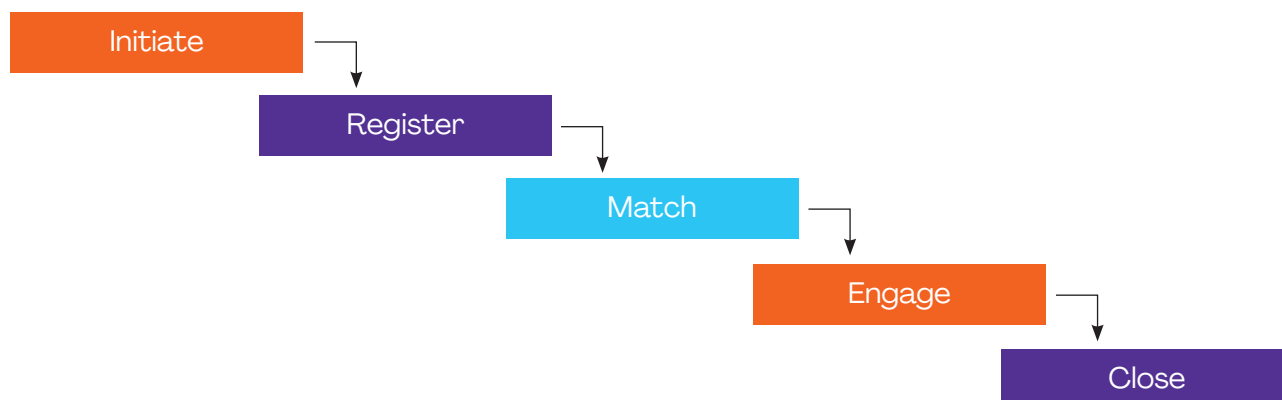 Initiate
Register
Match
Engage
Close